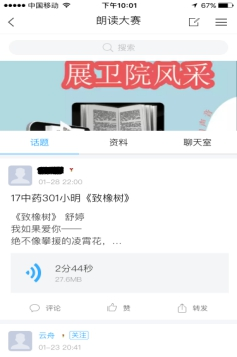 中国移动 下午10:01 67%
朗读大赛
搜索
展卫院风采
话题 资料 聊天室
01-28 22:00
17中药301小明《致橡树》
《致橡树》 舒婷
我如果爱你——
绝不像攀援的凌霄花，...
2分44秒
27.6MB
评论 赞 转发
云舟 关注
01-23 20:41